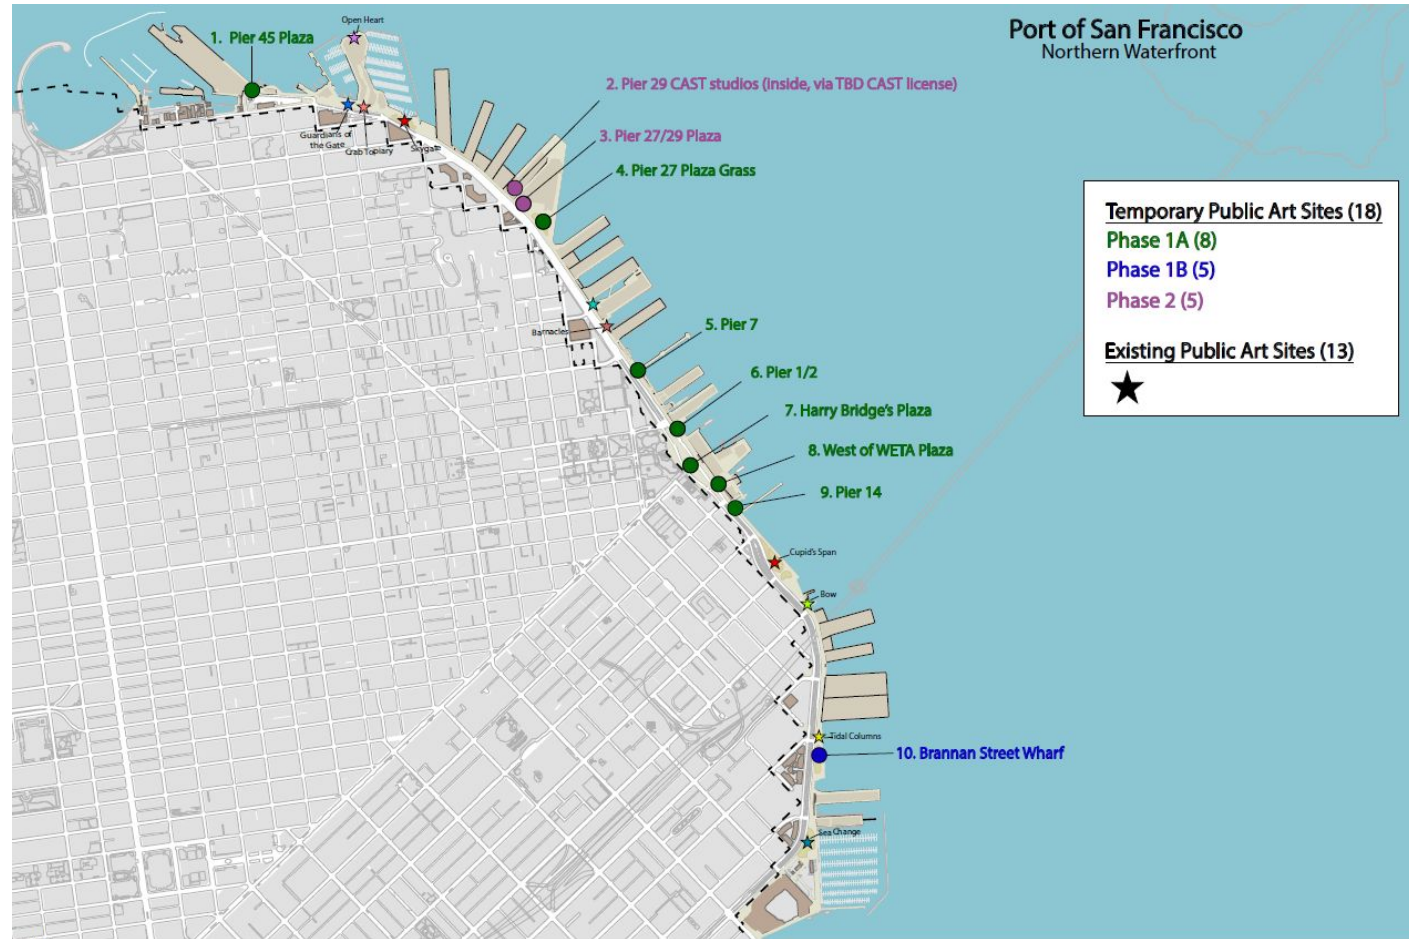 Port of San Francisco
Northern Waterfront
Open Heart
1. Pier 45 Plaza
2. Pier 29 CAST studios (inside, via TBD CAST license)
Guardians of
the Gate
Crab Topiary
Skygate
3. Pier 27/29 Plaza
4. Pier 27 Plaza Grass
Temporary Public Art Sites (18)
Phase 1A (8)
Phase 1B (5)
Phase 2 (5)
Existing Public Art Sites (13)
Barnacles
5. Pier 7
6. Pier 1/2
7. Harry Bridge's Plaza
8. West of WETA Plaza
9. Pier 14
Cupid's Span
Bow
Tidal Columns
10. Brannan Street Wharf
Sea Change